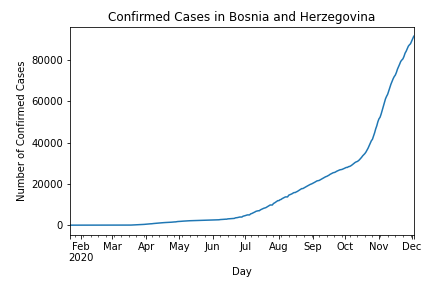 Confirmed Cases in Bosnia and Herzegovina
Number of Confirmed Cases
80000
60000
40000
20000
0
Feb Mar Apr May Jun Jul Aug Sep Oct Nov Dec
2020
Day